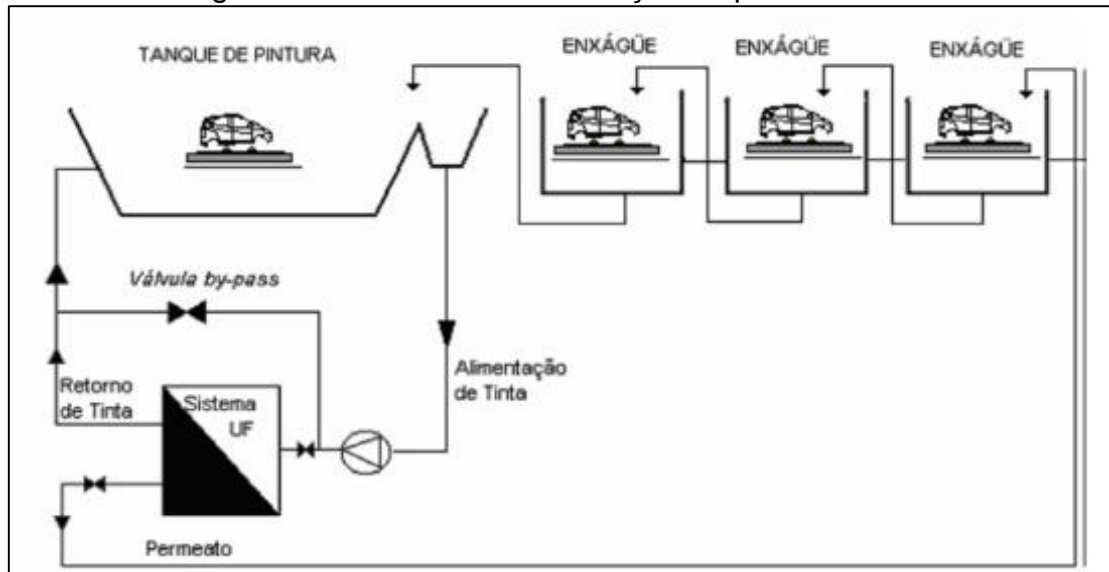 TANQUE DE PINTURA
ENXÁGÜE
ENXÁGÜE
ENXÁGÜE
Válvula by-pass
Alimentação
de Tinta
Retorno
de Tinta
Sistema
UF
Permeato